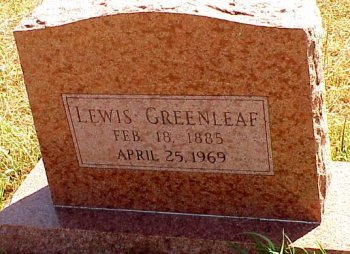 LEWIS GREENLEAF
FEB. 18, 1885
APRIL 25, 1969